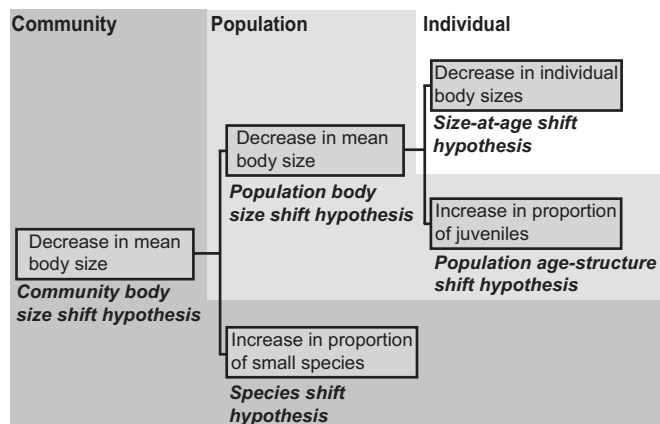 Community
Population
Individual
Decrease in individual
body sizes
Size-at-age shift
hypothesis
Decrease in mean
body size
Population body
size shift hypothesis
Increase in proportion
of juveniles
Population age-structure
shift hypothesis
Decrease in mean
body size
Community body
size shift hypothesis
Increase in proportion
of small species
Species shift
hypothesis